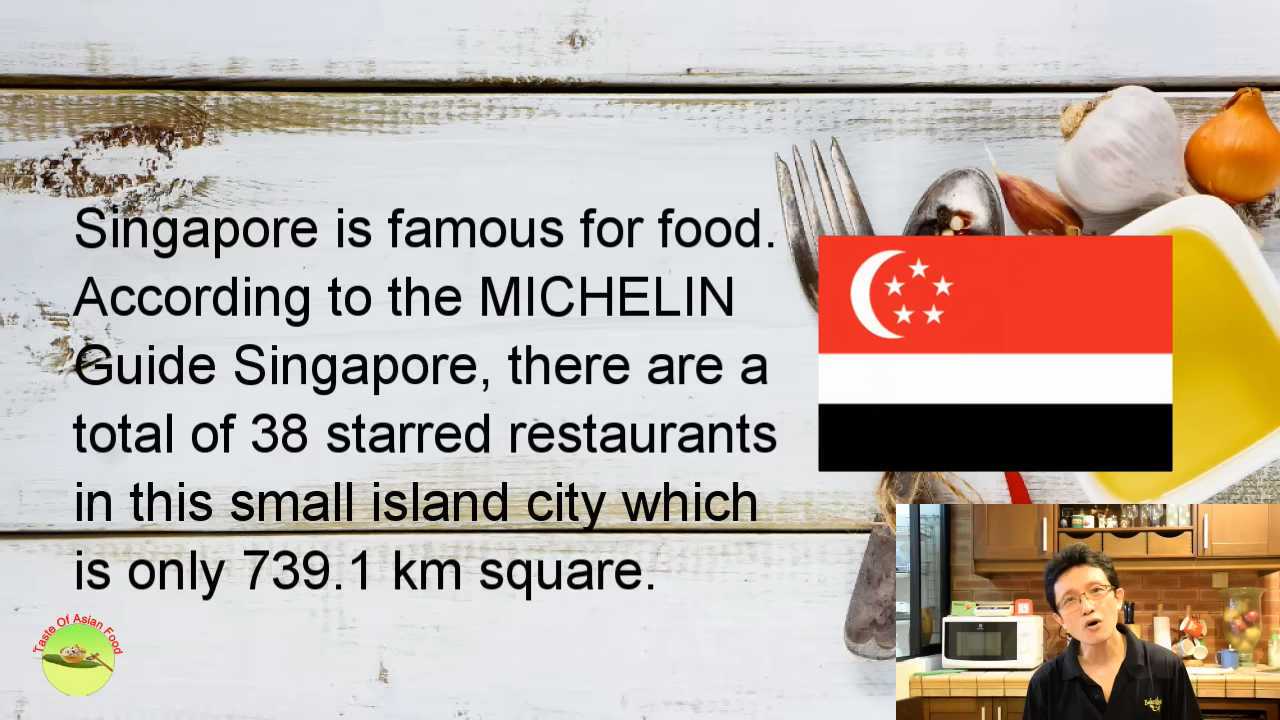 Singapore is famous for food.
According to the MICHELIN
Guide Singapore, there are a
total of 38 starred restaurants
in this small island city which
is only 739.1 km square.
Taste Of Asian Food